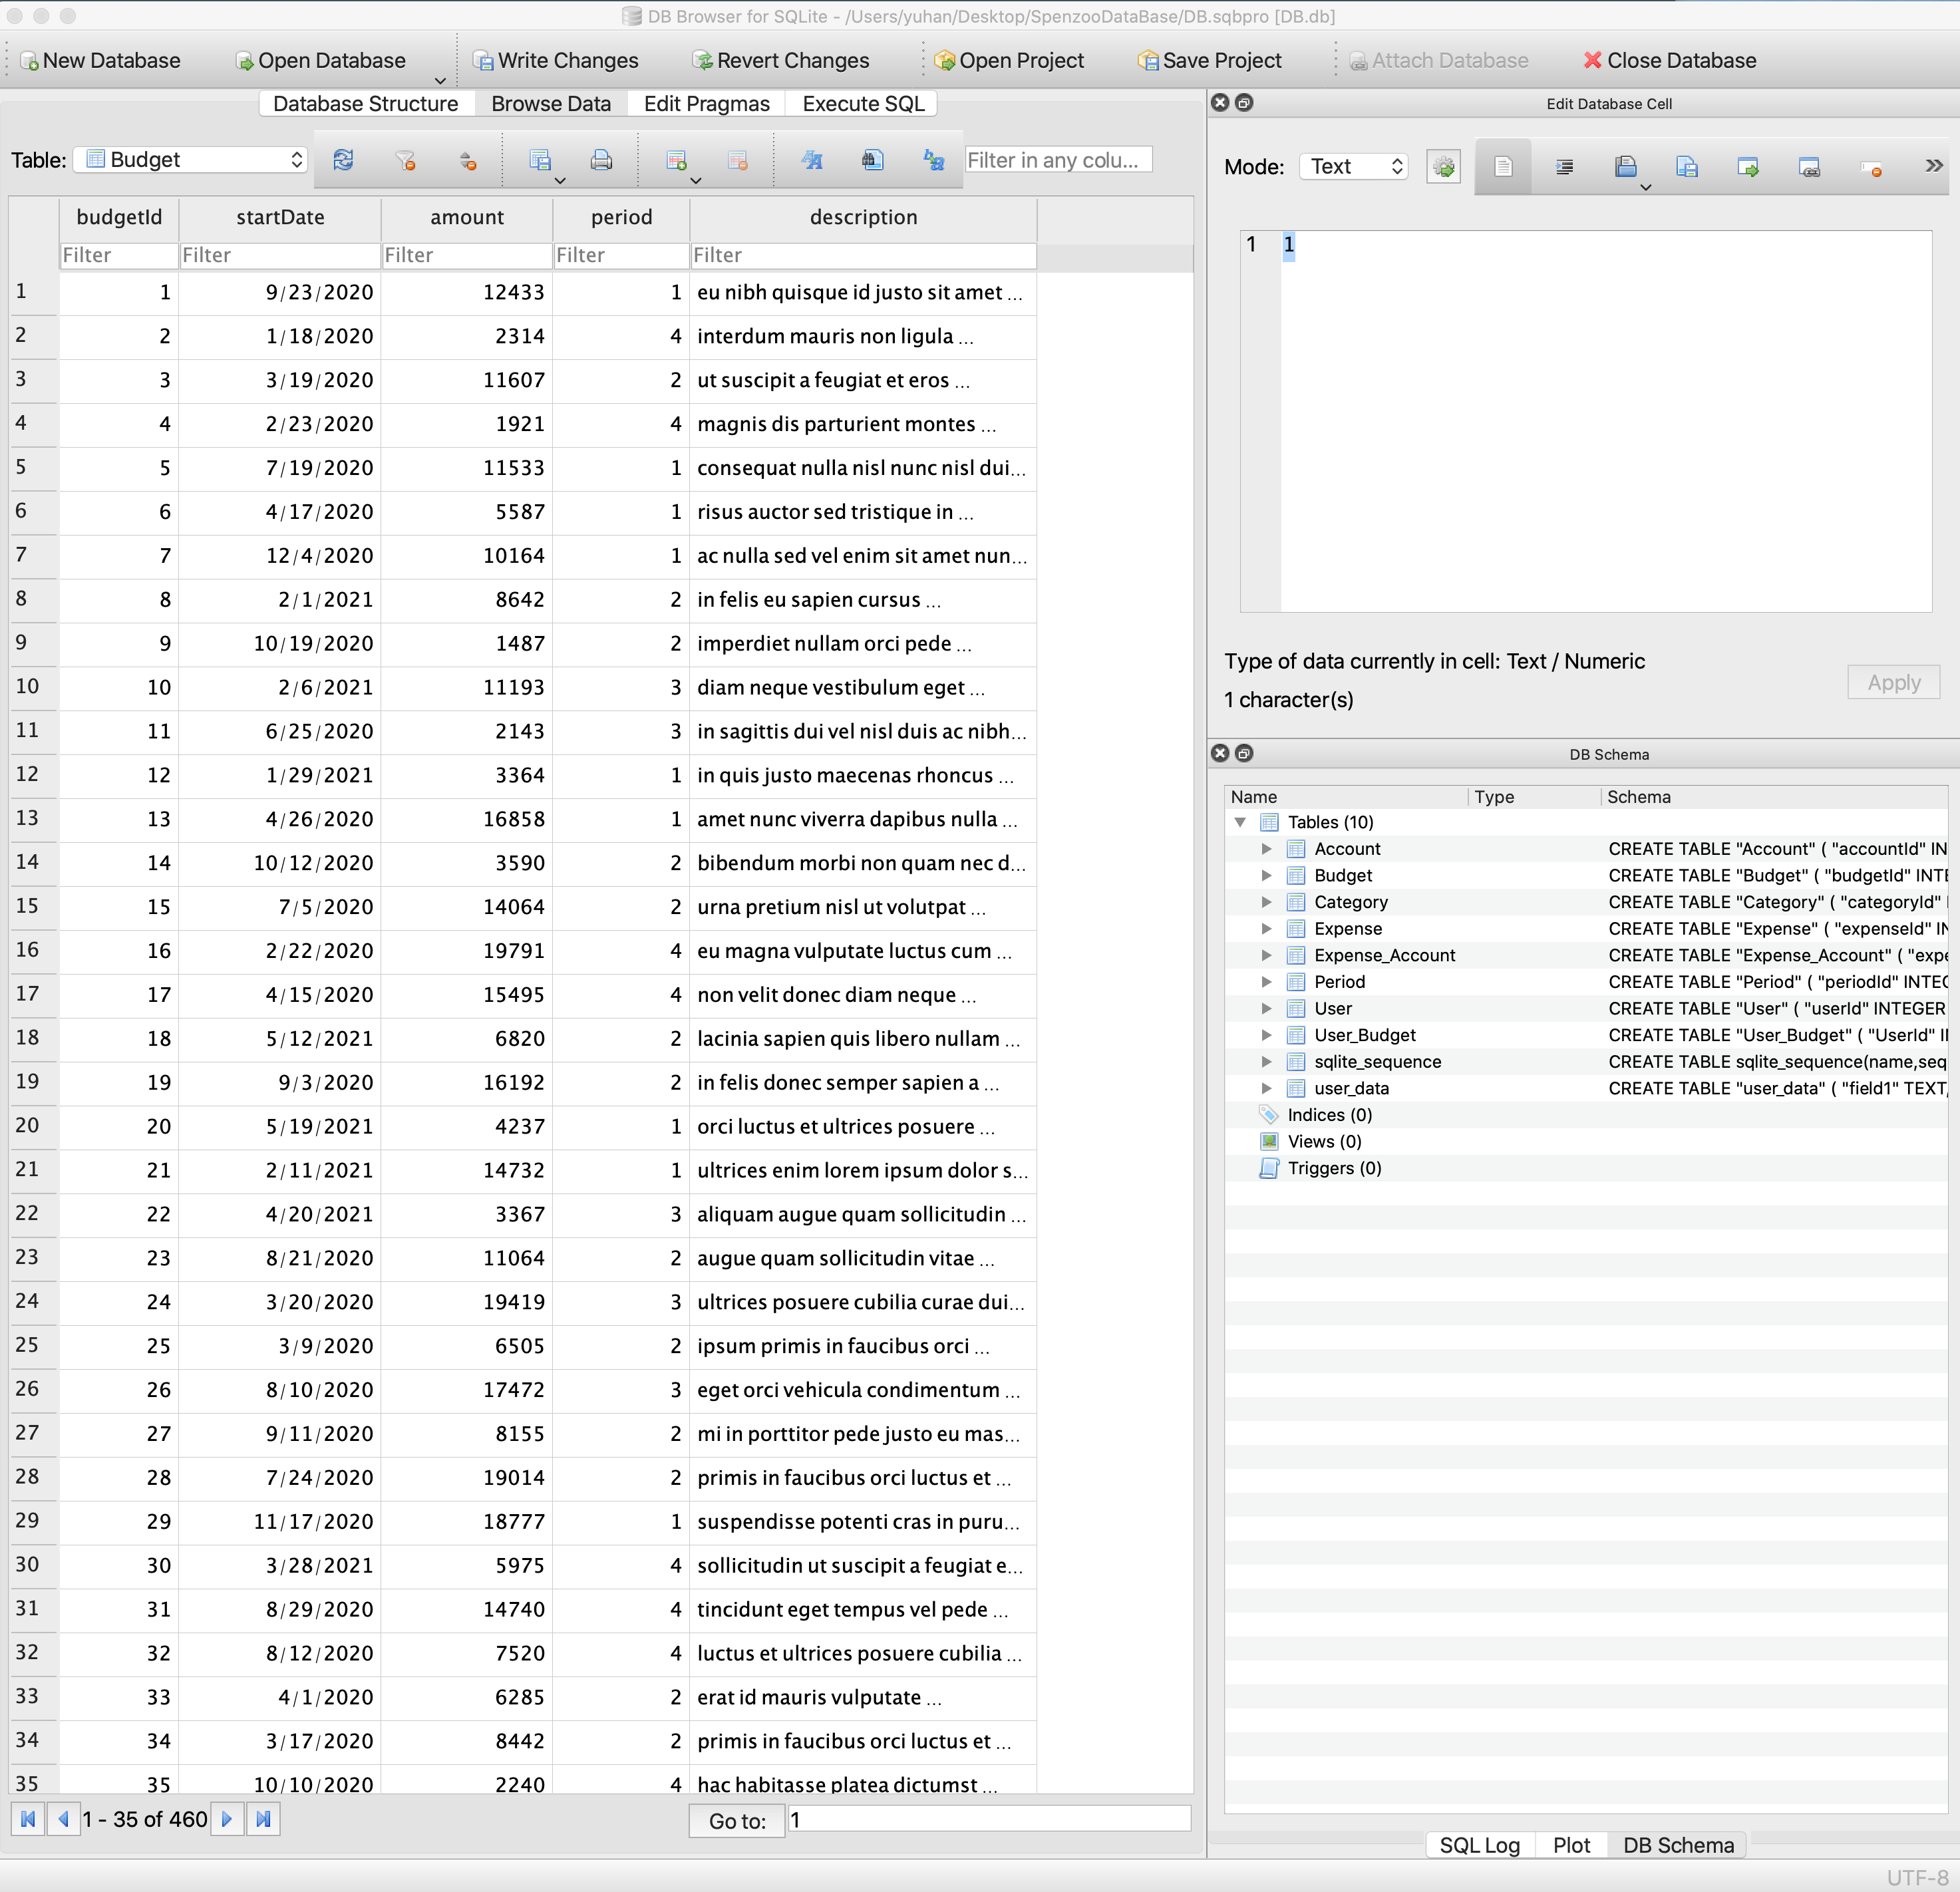 DB Browser for SQLite - /Users/yuhan/Desktop/SpenzooDataBase/DB.sqbpro [DB.db]
New Database Open Database Write Changes Revert Changes Open Project Save Project Attach Database Close Database
Database Structure Browse Data Edit Pragmas Execute SQL
Table: Budget Filter in any colu...
budgetId startDate amount period description
Filter Filter Filter Filter Filter
1 1 9/23/2020 12433 1 eu nibh quisque id justo sit amet ...
2 2 1/18/2020 2314 4 interdum mauris non ligula ...
3 3 3/19/2020 11607 2 ut suscipit a feugiat et eros ...
4 4 2/23/2020 1921 4 magnis dis parturient montes ...
5 5 7/19/2020 11533 1 consequat nulla nisl nunc nisl dui...
6 6 4/17/2020 5587 1 risus auctor sed tristique in ...
7 7 12/4/2020 10164 1 ac nulla sed vel enim sit amet nun...
8 8 2/1/2021 8642 2 in felis eu sapien cursus ...
9 9 10/19/2020 1487 2 imperdiet nullam orci pede ...
10 10 2/6/2021 11193 3 diam neque vestibulum eget ...
11 11 6/25/2020 2143 3 in sagittis dui vel nisl duis ac nibh...
12 12 1/29/2021 3364 1 in quis justo maecenas rhoncus ...
13 13 4/26/2020 16858 1 amet nunc viverra dapibus nulla ...
14 14 10/12/2020 3590 2 bibendum morbi non quam nec d...
15 15 7/5/2020 14064 2 urna pretium nisl ut volutpat ...
16 16 2/22/2020 19791 4 eu magna vulputate luctus cum ...
17 17 4/15/2020 15495 4 non velit donec diam neque ...
18 18 5/12/2021 6820 2 lacinia sapien quis libero nullam ...
19 19 9/3/2020 16192 2 in felis donec semper sapien a ...
20 20 5/19/2021 4237 1 orci luctus et ultrices posuere ...
21 21 2/11/2021 14732 1 ultrices enim lorem ipsum dolor s...
22 22 4/20/2021 3367 3 aliquam augue quam sollicitudin ...
23 23 8/21/2020 11064 2 augue quam sollicitudin vitae ...
24 24 3/20/2020 19419 3 ultrices posuere cubilia curae dui...
25 25 3/9/2020 6505 2 ipsum primis in faucibus orci ...
26 26 8/10/2020 17472 3 eget orci vehicula condimentum ...
27 27 9/11/2020 8155 2 mi in porttitor pede justo eu mas...
28 28 7/24/2020 19014 2 primis in faucibus orci luctus et ...
29 29 11/17/2020 18777 1 suspendisse potenti cras in puru...
30 30 3/28/2021 5975 4 sollicitudin ut suscipit a feugiat e...
31 31 8/29/2020 14740 4 tincidunt eget tempus vel pede ...
32 32 8/12/2020 7520 4 luctus et ultrices posuere cubilia ...
33 33 4/1/2020 6285 2 erat id mauris vulputate ...
34 34 3/17/2020 8442 2 primis in faucibus orci luctus et ...
35 35 10/10/2020 2240 4 hac habitasse platea dictumst ...
1 - 35 of 460 Go to: 1
Edit Database Cell
Mode: Text
1 1
Type of data currently in cell: Text / Numeric
1 character(s)
Apply
DB Schema
Name Type Schema
Tables (10)
Account CREATE TABLE "Account" ( "accountId" IN
Budget CREATE TABLE "Budget" ( "budgetId" INTE
Category CREATE TABLE "Category" ( "categoryId"
Expense CREATE TABLE "Expense" ( "expenseId" IN
Expense_Account CREATE TABLE "Expense_Account" ( "expe
Period CREATE TABLE "Period" ( "periodId" INTEG
User CREATE TABLE "User" ( "userId" INTEGER
User_Budget CREATE TABLE "User_Budget" ( "UserId" II
sqlite_sequence CREATE TABLE sqlite_sequence(name,seq
user_data CREATE TABLE "user_data" ( "field1" TEXT,
Indices (0)
Views (0)
Triggers (0)
SQL Log Plot DB Schema
UTF-8